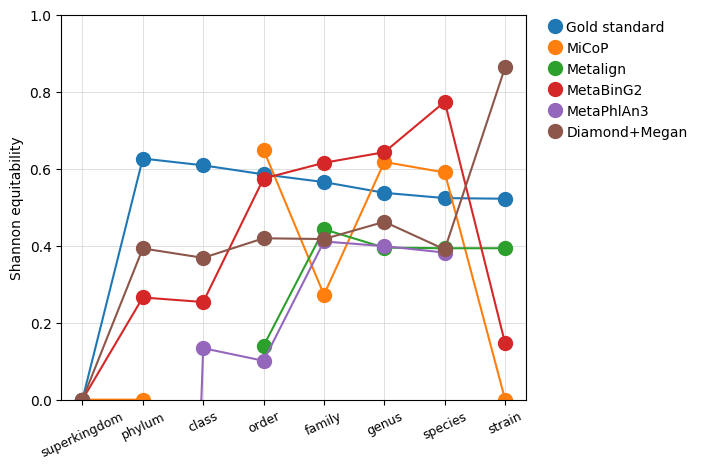 Shannon equitability
1.0
0.8
0.6
0.4
0.2
0.0
superkingdom
phylum
class
order
family
genus
species
strain
Gold standard
MiCoP
Metalign
MetaBinG2
MetaPhlAn3
Diamond+Megan